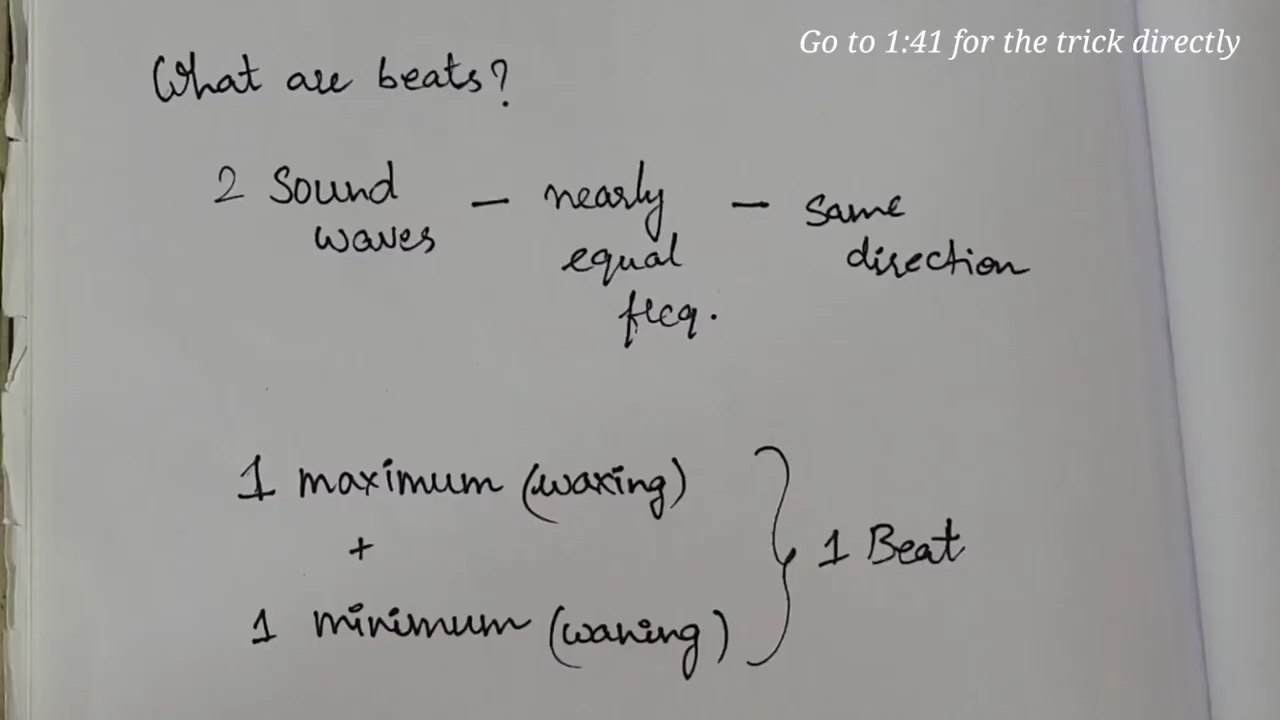 Go to 1:41 for the trick directly
What are beats?
2 Sound waves - nearly equal freq. - same direction
1 maximum (waxing)
+
1 minimum (waning)
1 Beat